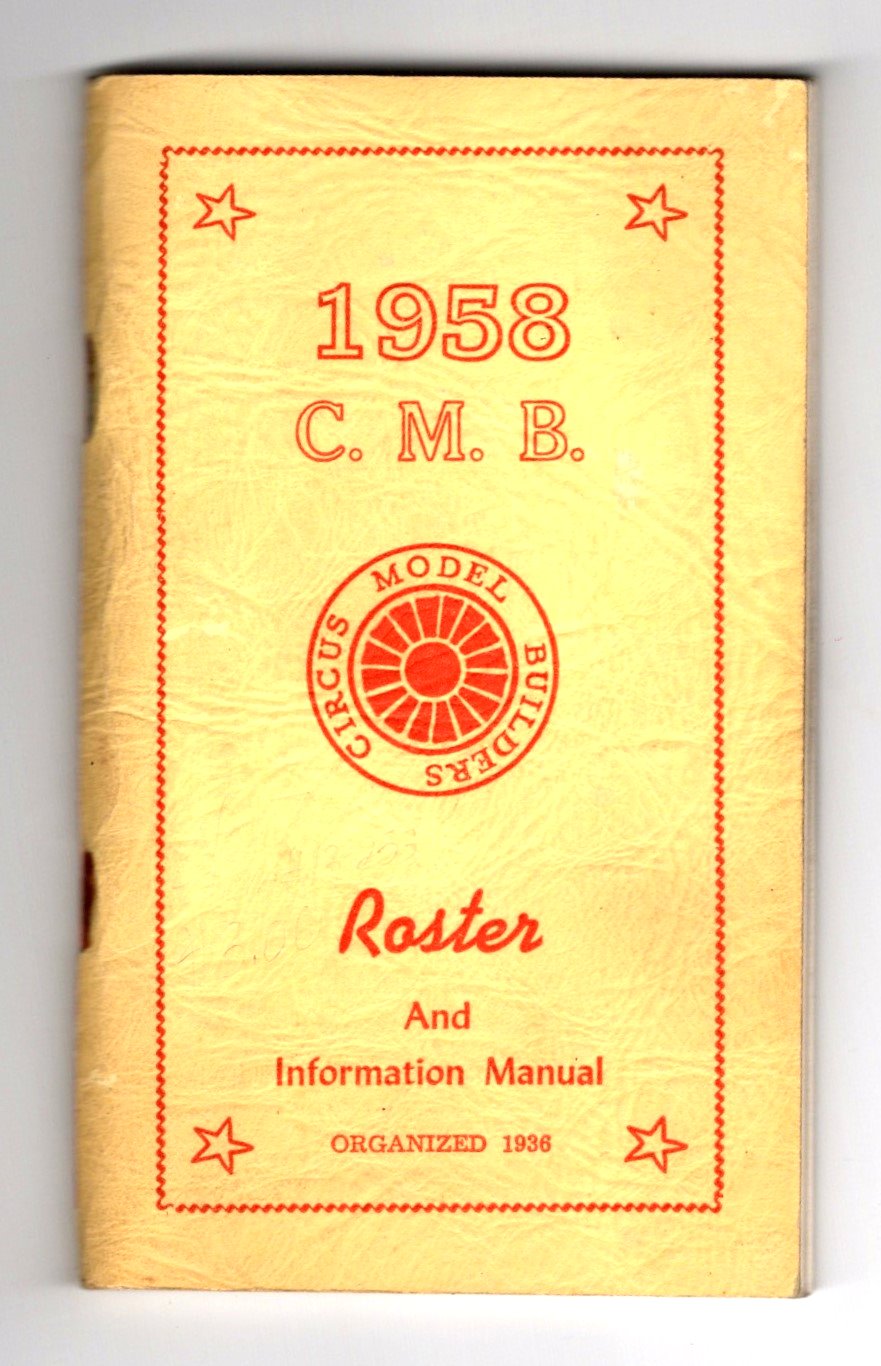 1958
C. M. B.
CIRCUS MODEL BUILDERS
Roster
And
Information Manual
ORGANIZED 1936